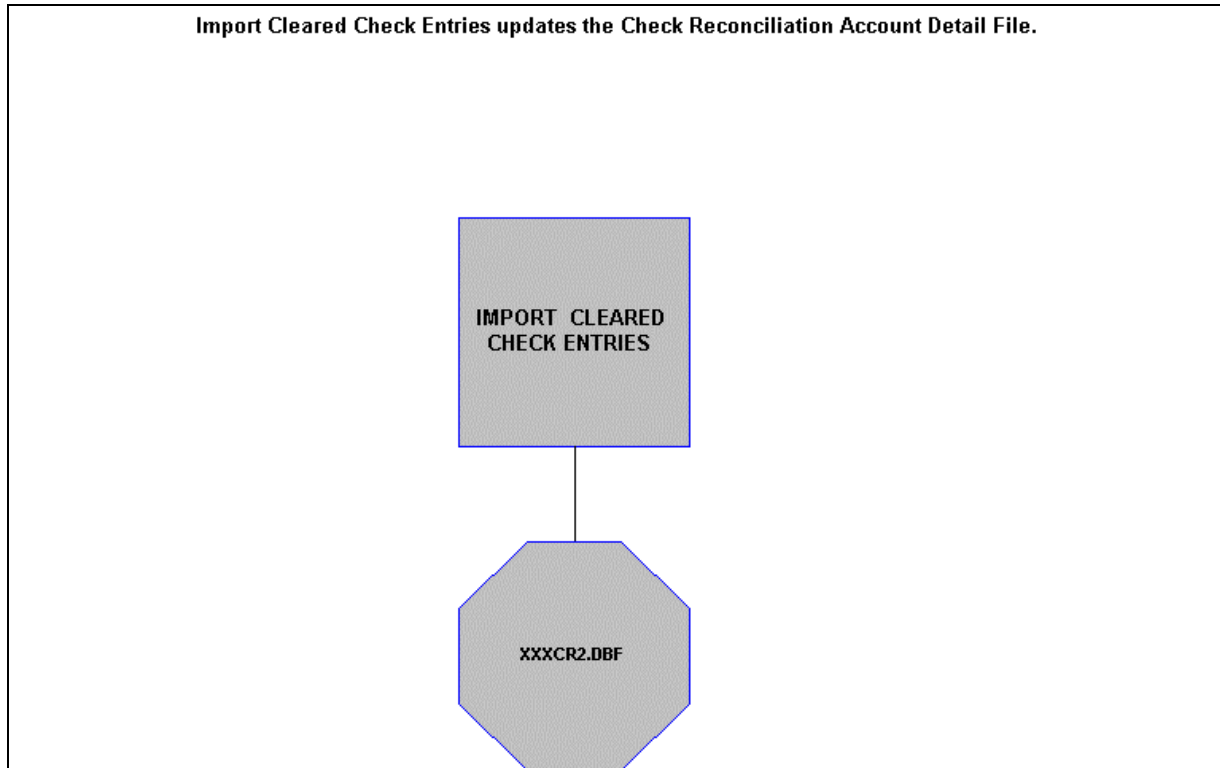 Import Cleared Check Entries updates the Check Reconciliation Account Detail File.
IMPORT CLEARED
CHECK ENTRIES
XXXCR2.DBF